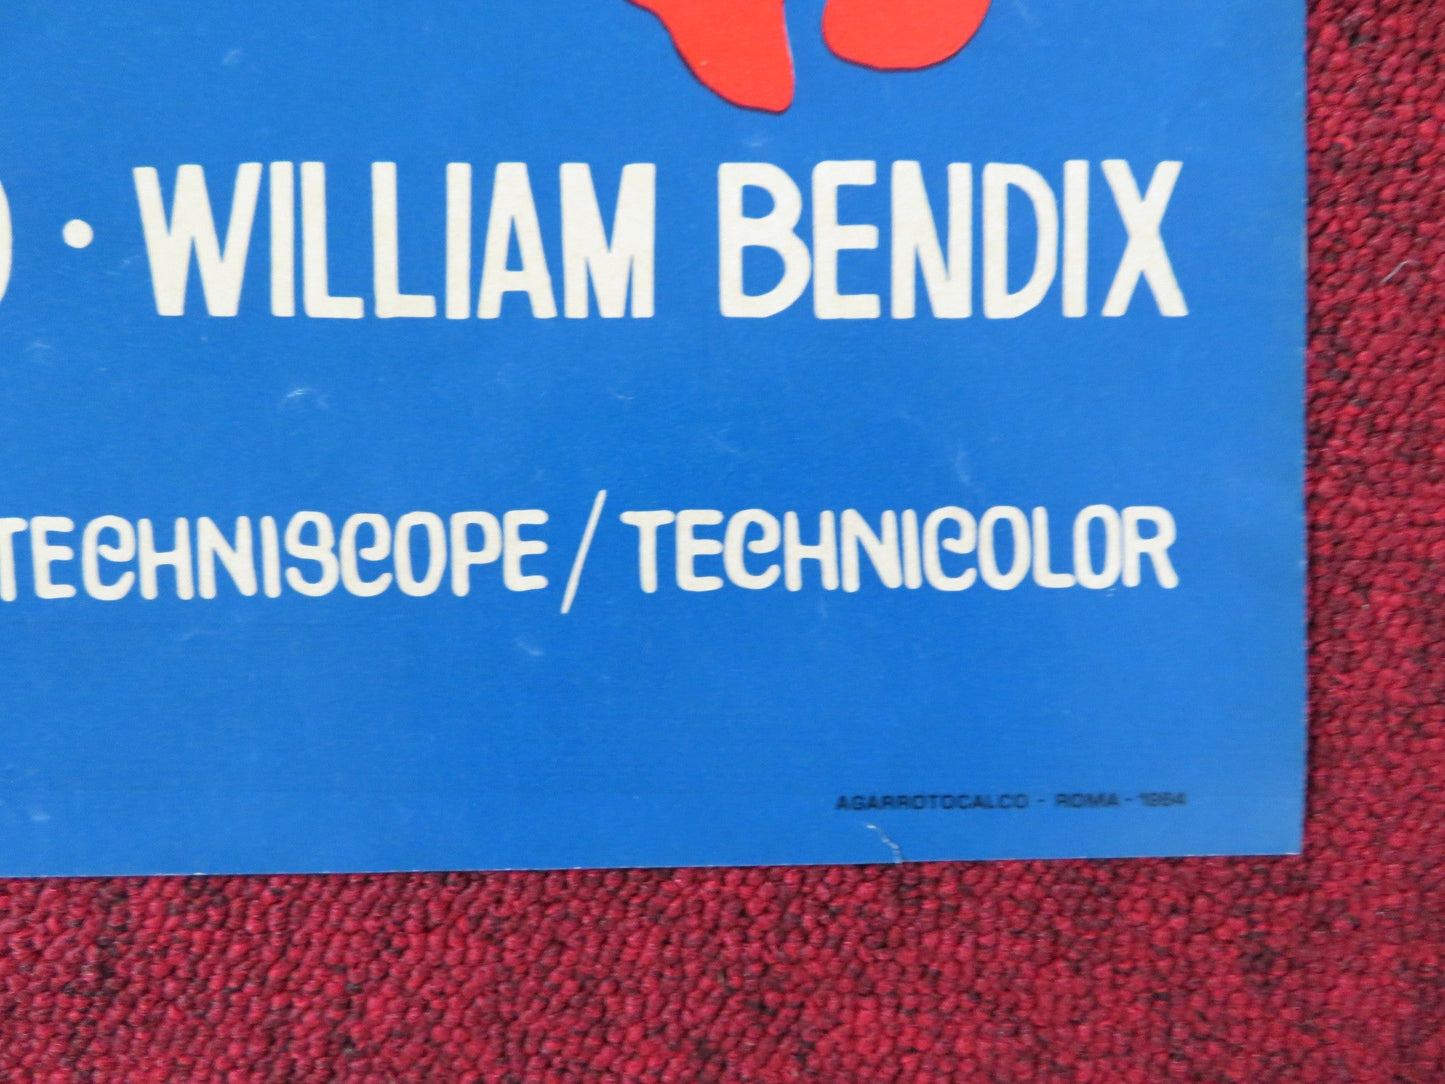 · WILLIAM BENDIX
TECHNISCOPE / TECHNICOLOR
AGARROTOCALCO - ROMA - 1964